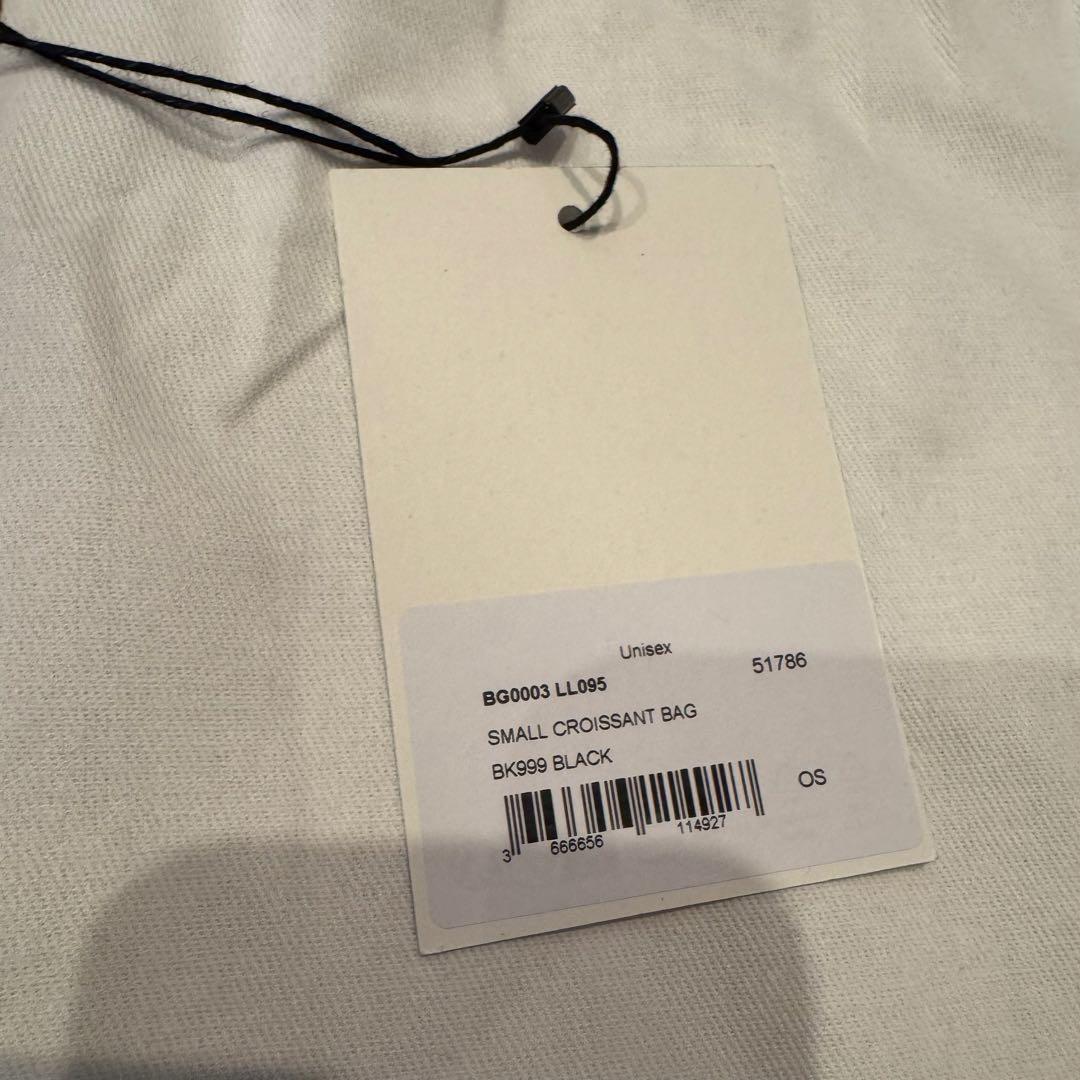 Unisex
51786
BG0003 LL095
SMALL CROISSANT BAG
BK999 BLACK
OS
3 666656 114927